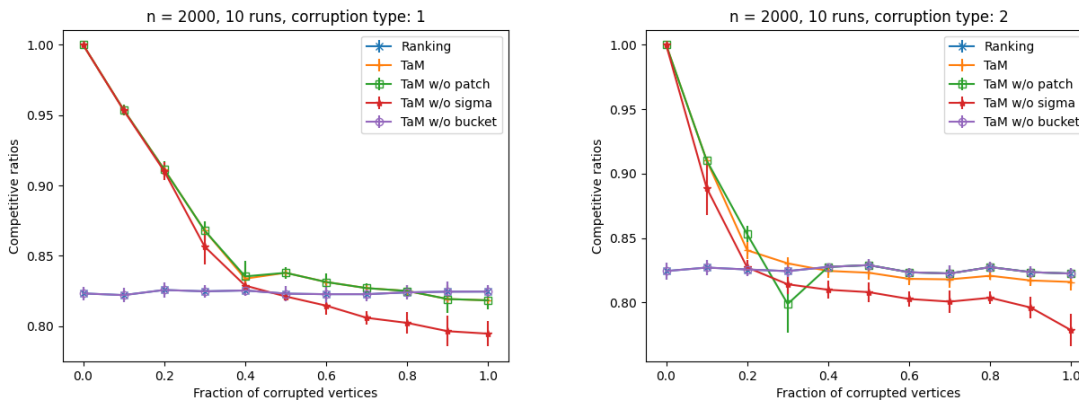 n = 2000, 10 runs, corruption type: 1
Competitive ratios
1.00
0.95
0.90
0.85
0.80
Ranking
TaM
TaM w/o patch
TaM w/o sigma
TaM w/o bucket
0.0 0.2 0.4 0.6 0.8 1.0
Fraction of corrupted vertices
n = 2000, 10 runs, corruption type: 2
Competitive ratios
1.00
0.95
0.90
0.85
0.80
Ranking
TaM
TaM w/o patch
TaM w/o sigma
TaM w/o bucket
0.0 0.2 0.4 0.6 0.8 1.0
Fraction of corrupted vertices